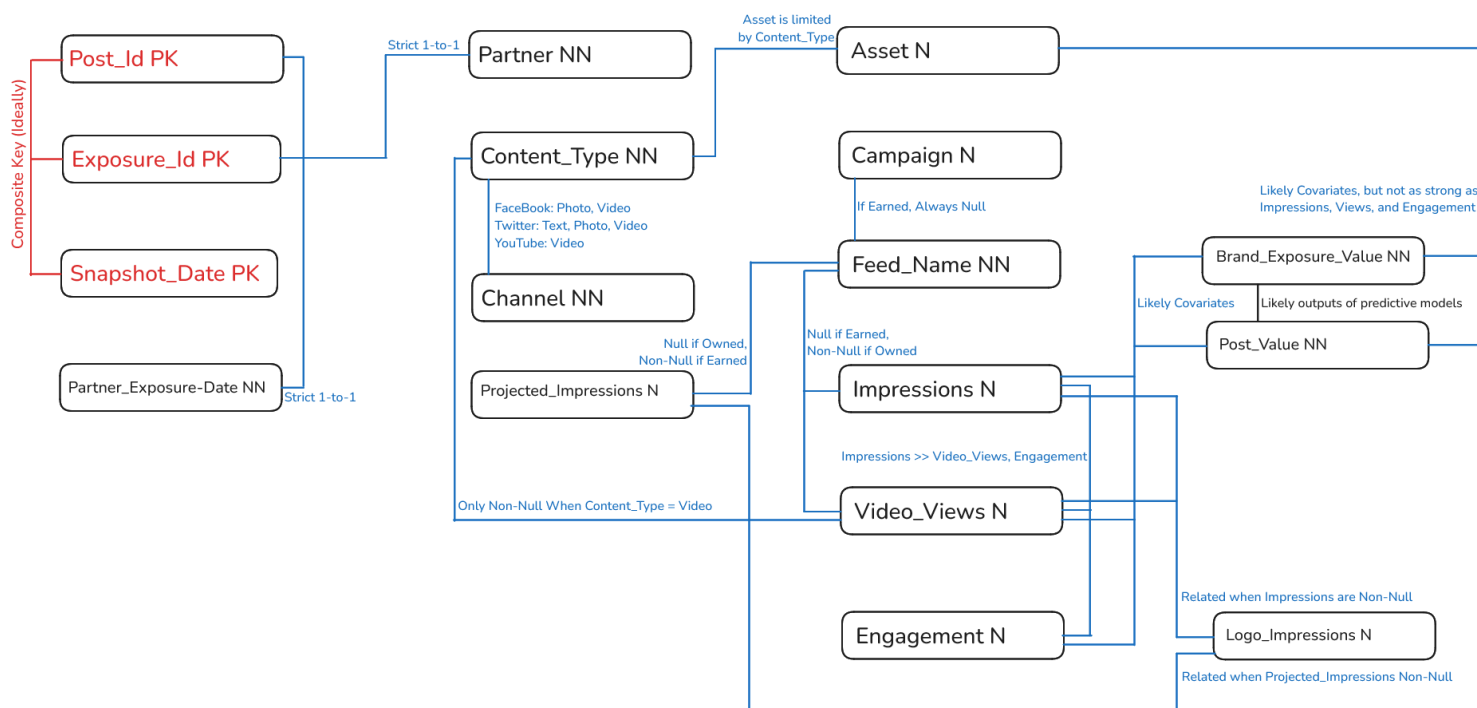 Composite Key (Ideally)
Post_Id PK
Exposure_Id PK
Snapshot_Date PK
Partner_Exposure-Date NN
Strict 1-to-1
Strict 1-to-1
Partner NN
Content_Type NN
FaceBook: Photo, Video
Twitter: Text, Photo, Video
YouTube: Video
Channel NN
Null if Owned,
Non-Null if Earned
Projected_Impressions N
Only Non-Null When Content_Type = Video
Asset is limited
by Content_Type
Asset N
Campaign N
If Earned, Always Null
Feed_Name NN
Null if Earned,
Non-Null if Owned
Impressions N
Impressions >> Video_Views, Engagement
Video_Views N
Engagement N
Likely Covariates, but not as strong as
Impressions, Views, and Engagement
Brand_Exposure_Value NN
Likely Covariates
Likely outputs of predictive models
Post_Value NN
Related when Impressions are Non-Null
Logo_Impressions N
Related when Projected_Impressions Non-Null